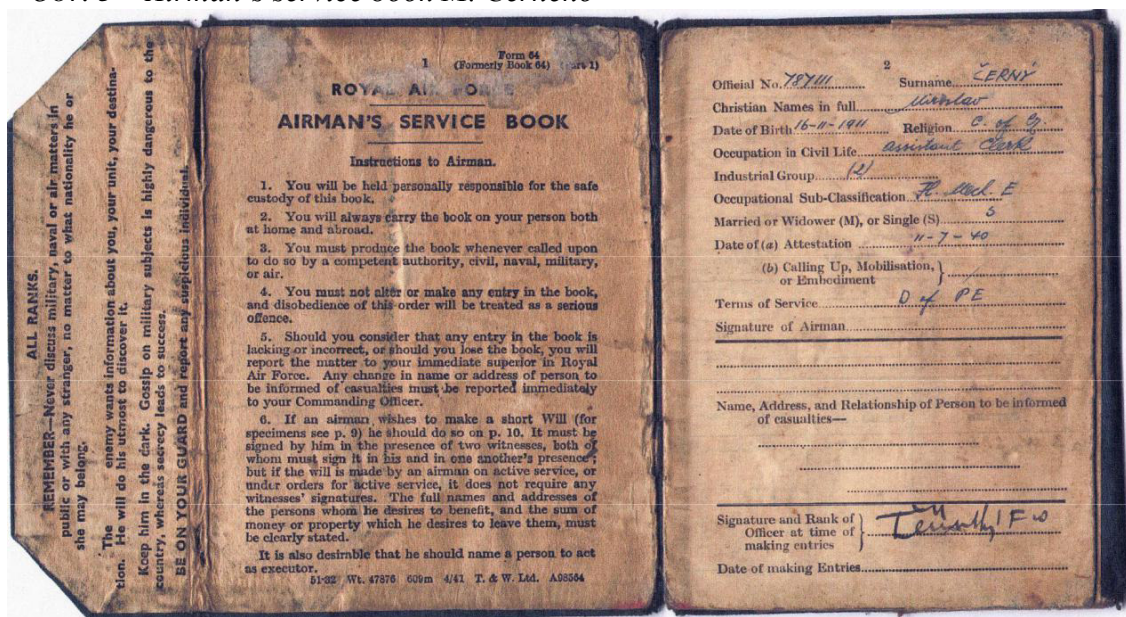 ALL RANKS.
REMEMBER—Never discuss military, naval or air matters in
public or with any stranger, no matter to what nationality he or
she may belong.
The enemy wants information about you, your unit, your destina-
tion. He will do his utmost to discover it.
Keep him in the dark. Gossip on military subjects is highly dangerous to the
country, whereas secrecy leads to success.
BE ON YOUR GUARD and report any suspicious individual.
1
Form 64
(Formerly Book 64) (Part 1)
ROYAL AIR FORCE
AIRMAN'S SERVICE BOOK
Instructions to Airman.
1. You will be held personally responsible for the safe
custody of this book.
2. You will always carry the book on your person both
at home and abroad.
3. You must produce the book whenever called upon
to do so by a competent authority, civil, naval, military,
or air.
4. You must not alter or make any entry in the book,
and disobedience of this order will be treated as a serious
offence.
5. Should you consider that any entry in the book is
lacking or incorrect, or should you lose the book, you will
report the matter to your immediate superior in Royal
Air Force. Any change in name or address of person to
be informed of casualties must be reported immediately
to your Commanding Officer.
6. If an airman wishes to make a short Will (for
specimens see p. 9) he should do so on p. 10. It must be
signed by him in the presence of two witnesses, both of
whom must sign it in his and in one another's presence;
but if the will is made by an airman on active service, or
under orders for active service, it does not require any
witnesses' signatures. The full names and addresses of
the persons whom he desires to benefit, and the sum of
money or property which he desires to leave them, must
be clearly stated.
It is also desirable that he should name a person to act
as executor.
51-32 Wt. 47876 609m 4/41 T. & W. Ltd. A98564
2
Official No. 787111 Surname ČERNÝ
Christian Names in full Miroslav
Date of Birth 16-11-1911 Religion C. of E.
Occupation in Civil Life assistant Clerk
Industrial Group (2)
Occupational Sub-Classification Fl. Mech. E
Married or Widower (M), or Single (S) S
Date of (a) Attestation 11-7-40
(b) Calling Up, Mobilisation,
or Embodiment
Terms of Service D of PE
Signature of Airman
Name, Address, and Relationship of Person to be informed
of casualties—
Signature and Rank of
Officer at time of
making entries
Date of making Entries